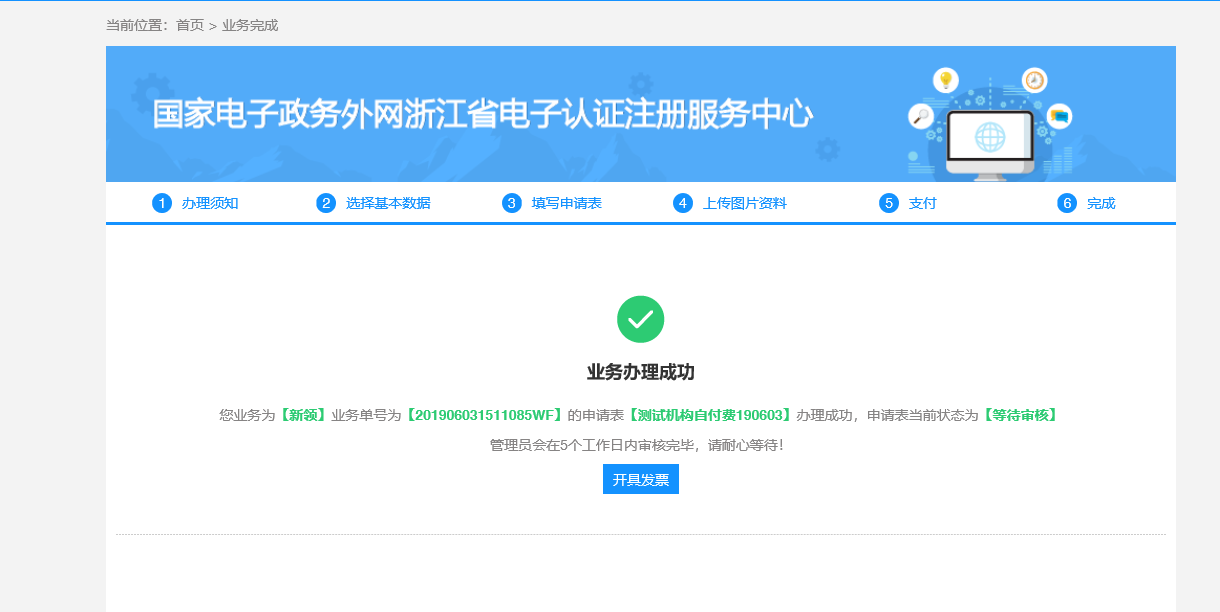 当前位置：首页 > 业务完成
国家电子政务外网浙江省电子认证注册服务中心
1 办理须知 2 选择基本数据 3 填写申请表 4 上传图片资料 5 支付 6 完成
业务办理成功
您业务为【新领】业务单号为【201906031511085WF】的申请表【测试机构自付费190603】办理成功，申请表当前状态为【等待审核】
管理员会在5个工作日内审核完毕，请耐心等待！
开具发票